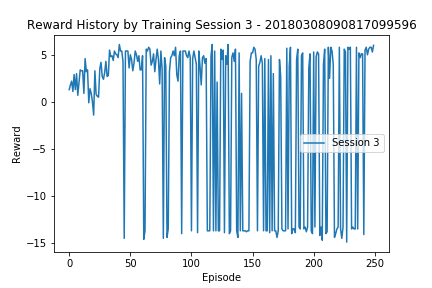 Reward History by Training Session 3 - 20180308090817099596
5
0
−5
−10
−15
Reward
Session 3
0 50 100 150 200 250
Episode